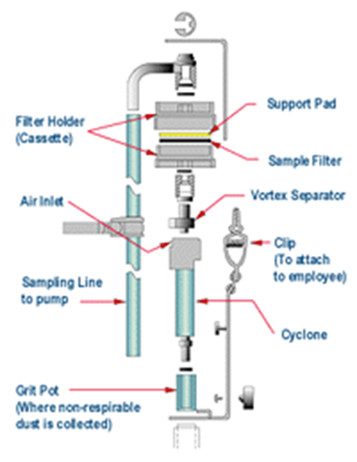 Support Pad
Filter Holder
(Cassette)
Sample Filter
Air Inlet
Vortex Separator
Clip
(To attach
to employee)
Sampling Line
to pump
Cyclone
Grit Pot
(Where non-respirable
dust is collected)